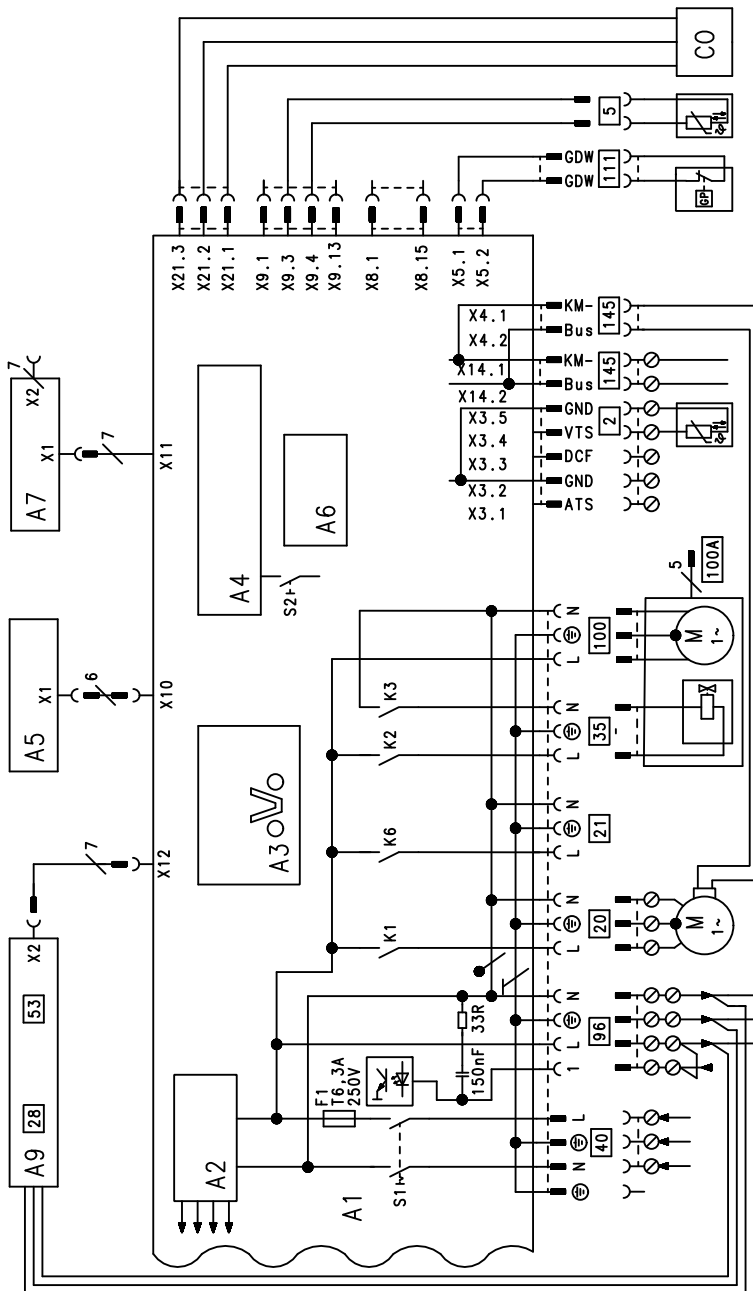 CO
5
ϑ
GDW
GDW
111
GP
X21.3
X21.2
X21.1
X9.1
X9.3
X9.4
X9.13
X8.1
X8.15
X5.1
X5.2
7
X2
X1
7
X11
A7
A4
A6
S2
X4.1
X4.2
X14.1
X14.2
X3.5
X3.4
X3.3
X3.2
X3.1
KM-
Bus
145
KM-
Bus
145
GND
VTS
DCF
GND
ATS
2
ϑ
A5
X1
6
X10
A3
K3
K2
K6
K1
N
L
100
5
100A
M
1~
N
L
35
N
L
21
N
L
20
M
1~
X12
7
X2
53
28
A9
A2
A1
F1
T6,3A
250V
S1
33R
150nF
N
L
1
96
L
N
40